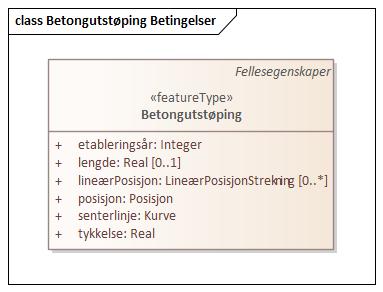 class Betongutstøping Betingelser
Fellesegenskaper
«featureType»
Betongutstøping
+ etableringsår: Integer
+ lengde: Real [0..1]
+ lineærPosisjon: LineærPosisjonStrekning [0..*]
+ posisjon: Posisjon
+ senterlinje: Kurve
+ tykkelse: Real